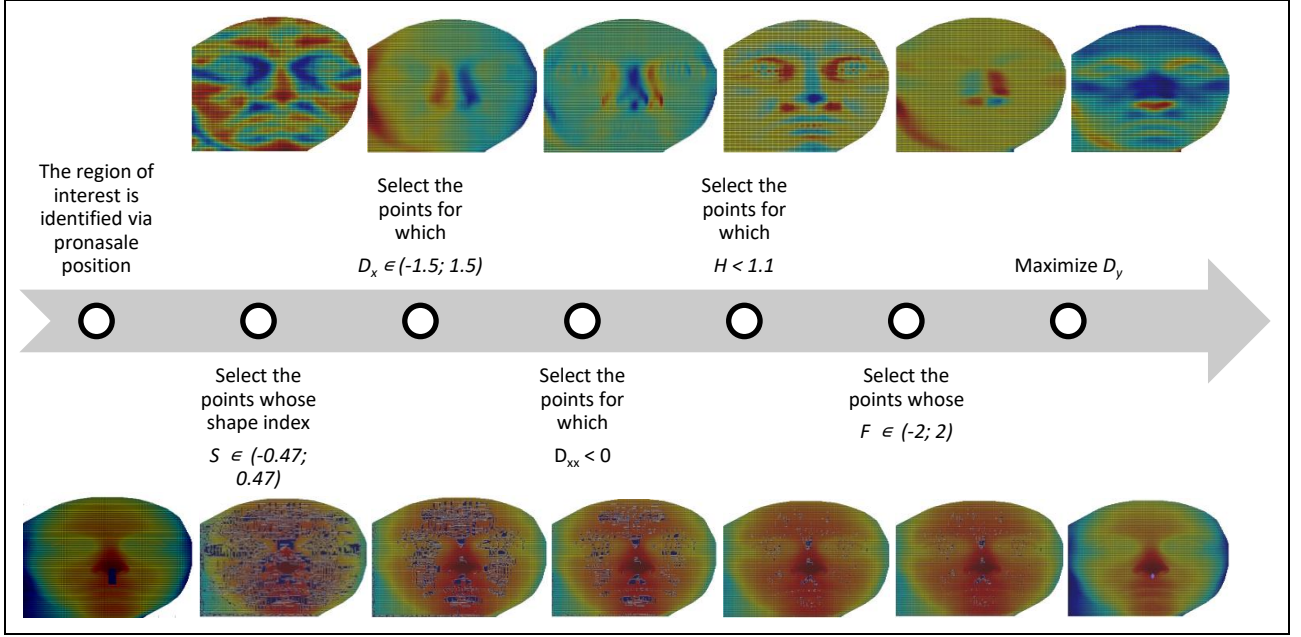 The region of
interest is
identified via
pronasale
position
Select the
points whose
shape index
S ∈ (-0.47;
0.47)
Select the
points for
which
Dₓ ∈ (-1.5; 1.5)
Select the
points for
which
Dₓₓ < 0
Select the
points for
which
H < 1.1
Select the
points whose
F ∈ (-2; 2)
Maximize D_y